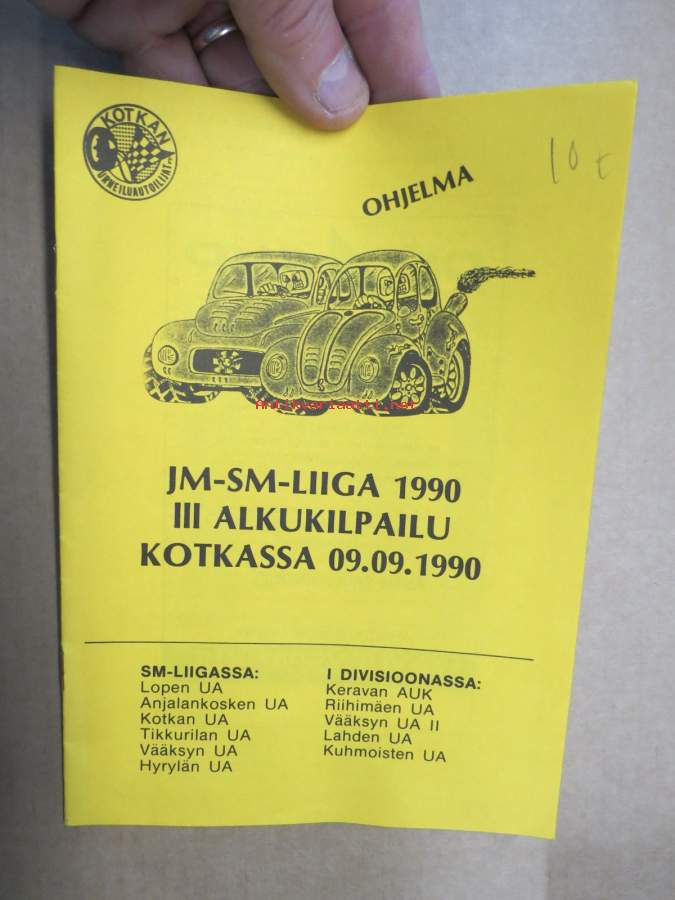 KOTKAN
URHEILUAUTOILIJAT
OHJELMA
10 €
Antikvariaatti.net
JM-SM-LIIGA 1990
III ALKUKILPAILU
KOTKASSA 09.09.1990
SM-LIIGASSA:
Lopen UA
Anjalankosken UA
Kotkan UA
Tikkurilan UA
Vääksyn UA
Hyrylän UA
I DIVISIOONASSA:
Keravan AUK
Riihimäen UA
Vääksyn UA II
Lahden UA
Kuhmoisten UA